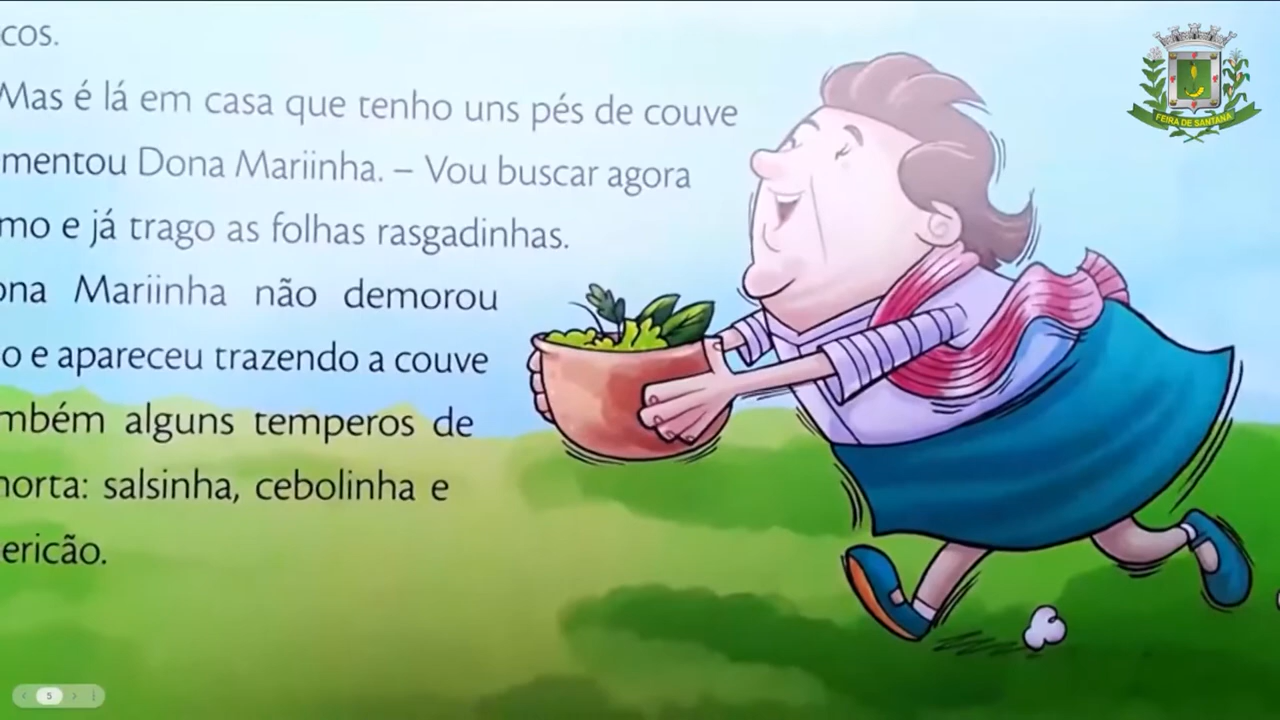 cos.
Mas é lá em casa que tenho uns pés de couve
mentou Dona Mariinha. – Vou buscar agora
mo e já trago as folhas rasgadinhas.
ona Mariinha não demorou
o e apareceu trazendo a couve
mbém alguns temperos de
horta: salsinha, cebolinha e
ericão.
FEIRA DE SANTANA
5